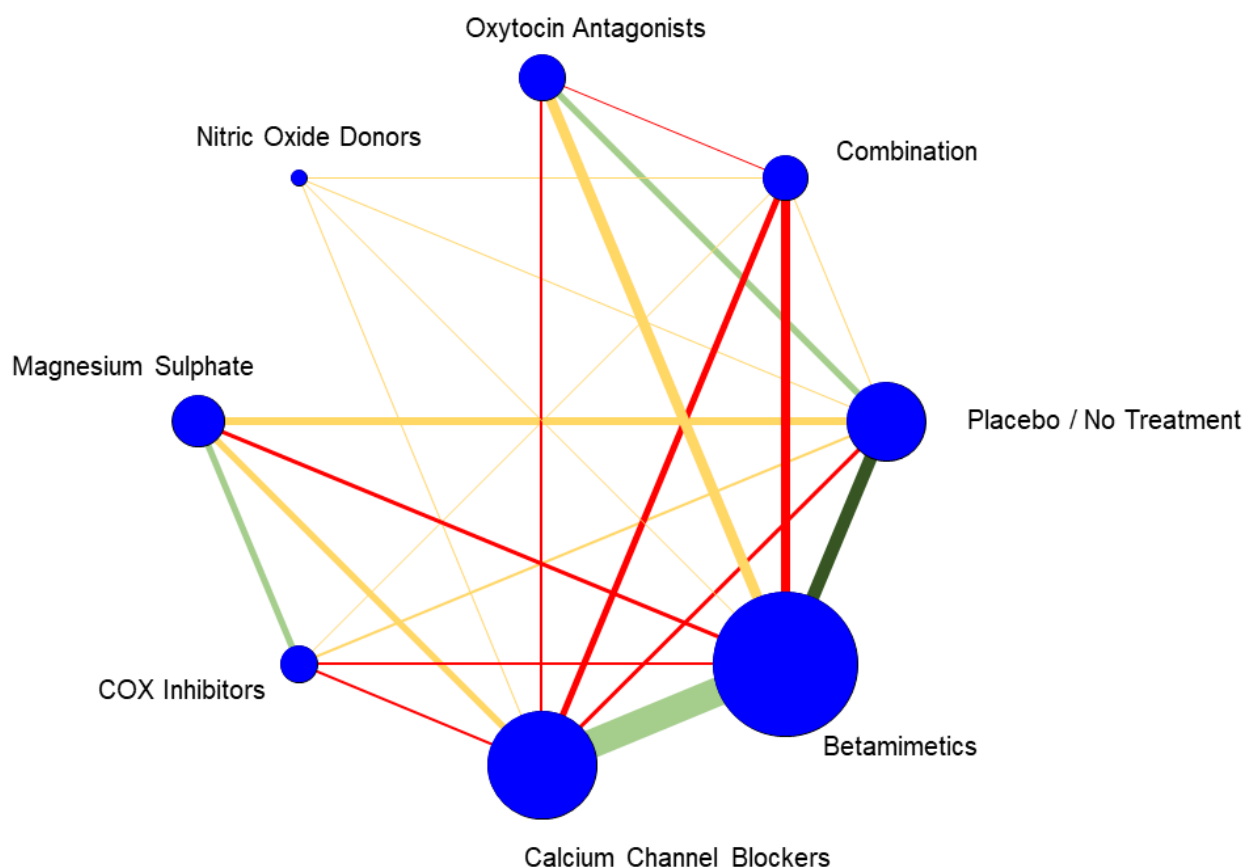 Oxytocin Antagonists
Nitric Oxide Donors
Combination
Magnesium Sulphate
Placebo / No Treatment
COX Inhibitors
Betamimetics
Calcium Channel Blockers